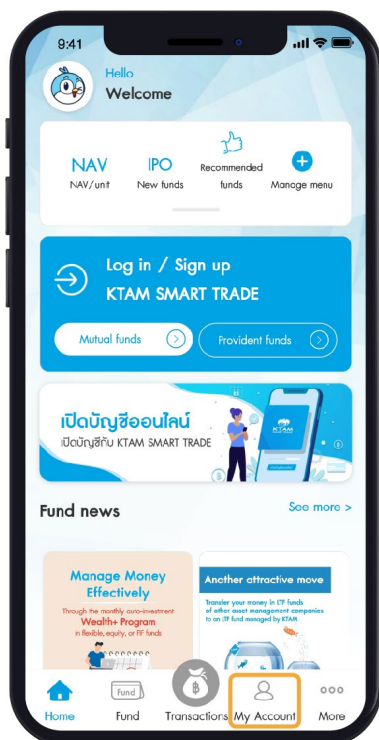 9:41
Hello
Welcome
NAV
NAV/unit
IPO
New funds
Recommended
funds
Manage menu
Log in / Sign up
KTAM SMART TRADE
Mutual funds
Provident funds
เปิดบัญชีออนไลน์
เปิดบัญชีกับ KTAM SMART TRADE
KTAM
Fund news
See more >
Manage Money
Effectively
Through the monthly auto-investment
Wealth+ Program
in flexible, equity, or FIF funds
Another attractive move
Transfer your money in LTF funds
of other asset management companies
to an LTF fund managed by KTAM
Home
Fund
Fund
Transactions
My Account
More